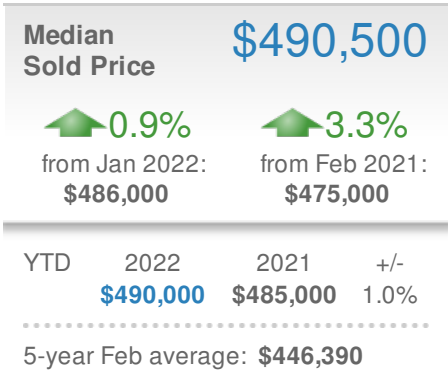 Median
Sold Price
$490,500
0.9%
from Jan 2022:
$486,000
3.3%
from Feb 2021:
$475,000
YTD 2022 2021 +/-
$490,000 $485,000 1.0%
5-year Feb average: $446,390